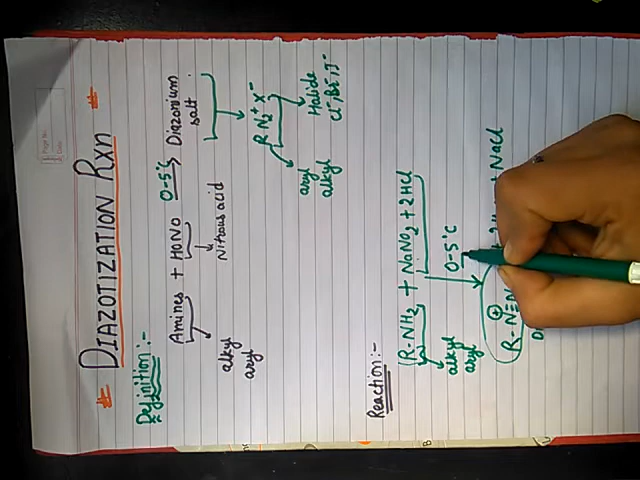 # DIAZOTIZATION Rxn #
Definition:-
Amines + HONO 0-5°C → Diazonium salt.
alkyl
aryl
Nitrous acid
R N₂⁺ X⁻
aryl
alkyl
Halide
Cl⁻, Br⁻, I⁻
Reaction:-
R-NH₂ + NaNO₂ + 2HCl
alkyl
aryl
0-5°C
R-N≡N
+ NaCl